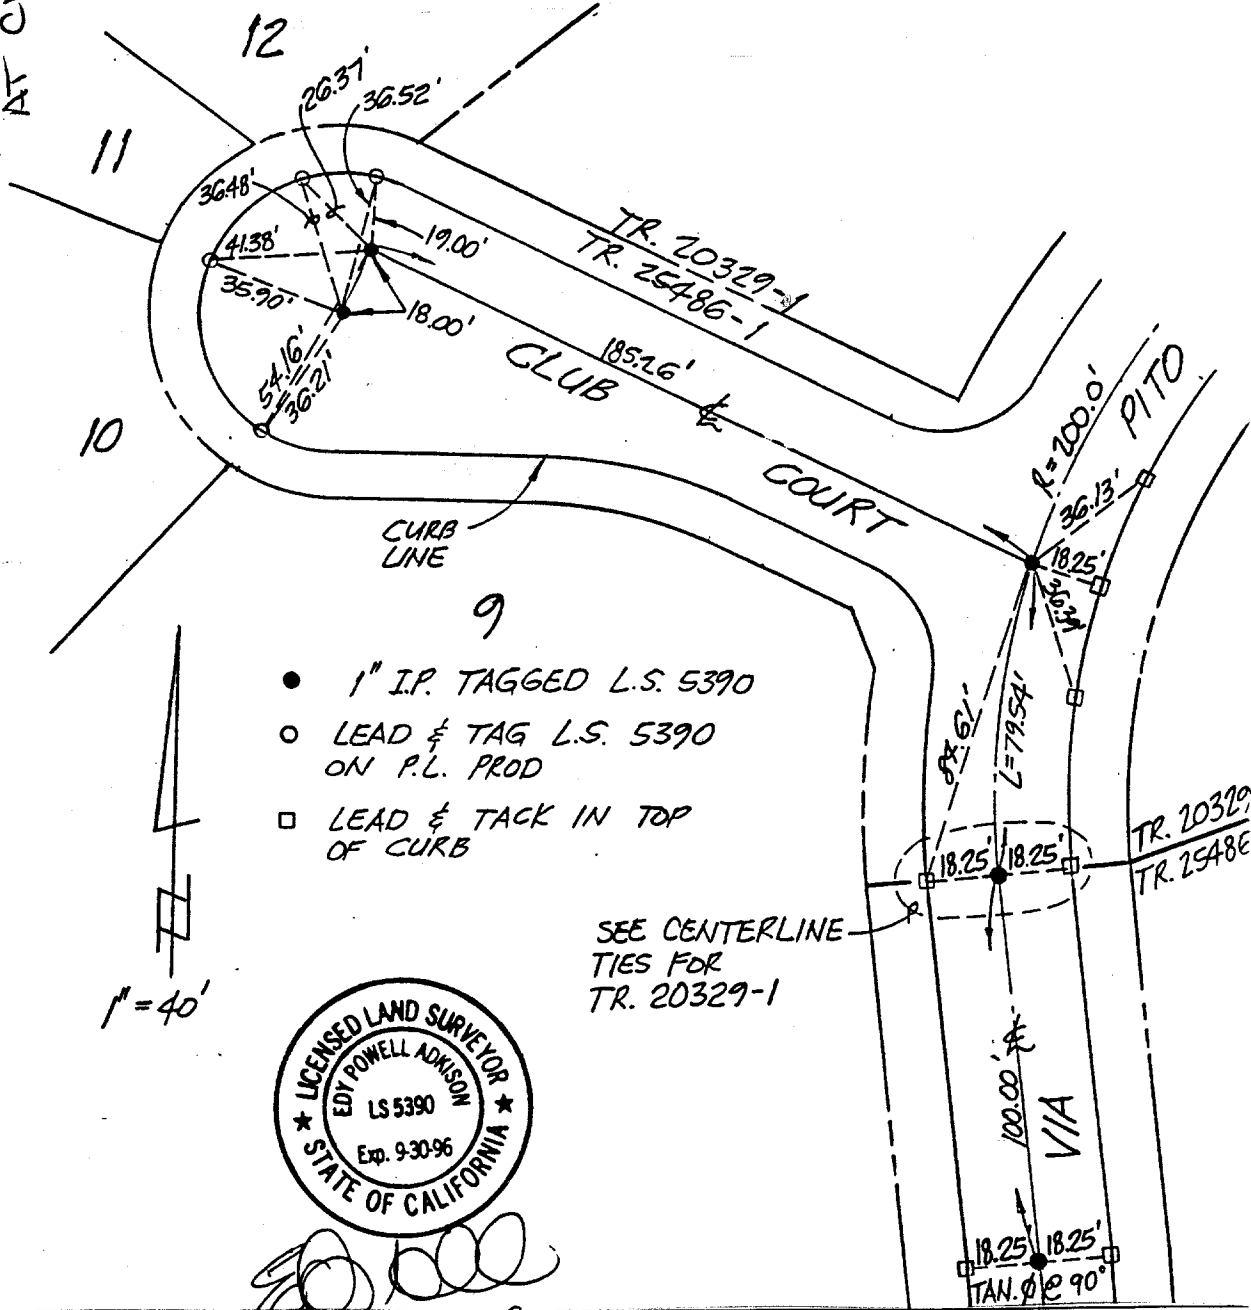 AT
12
11
26.37'
36.52'
36.48'
41.38'
19.00'
35.90'
18.00'
54.16'
36.21'
TR. 20329-1
TR. 25486-1
185.26'
CLUB
℄
COURT
R=200.0'
PITO
36.13'
18.25'
10
CURB
LINE
9
● 1" I.P. TAGGED L.S. 5390
○ LEAD & TAG L.S. 5390
ON P.L. PROD
□ LEAD & TACK IN TOP
OF CURB
L=79.54'
18.25' 18.25'
TR. 20329
TR. 25486
SEE CENTERLINE
TIES FOR
TR. 20329-1
N
1"=40'
LICENSED LAND SURVEYOR
EDY POWELL ADKISON
LS 5390
Exp. 9-30-96
STATE OF CALIFORNIA
100.00' ℄
VIA
18.25' 18.25'
TAN. @ 90°